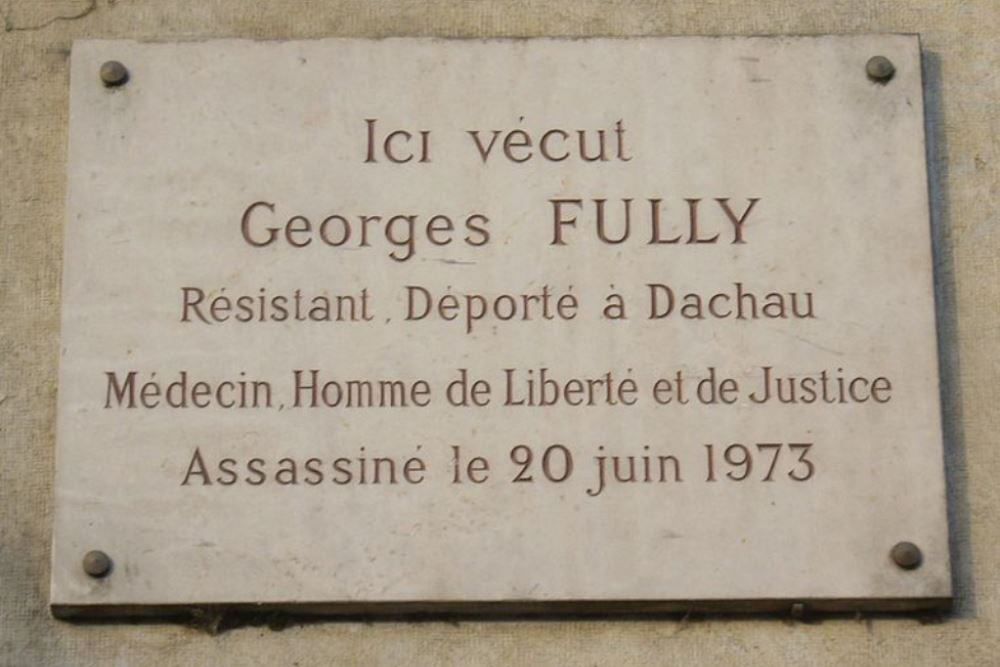 Ici vécut
Georges FULLY
Résistant, Déporté à Dachau
Médecin, Homme de Liberté et de Justice
Assassiné le 20 juin 1973